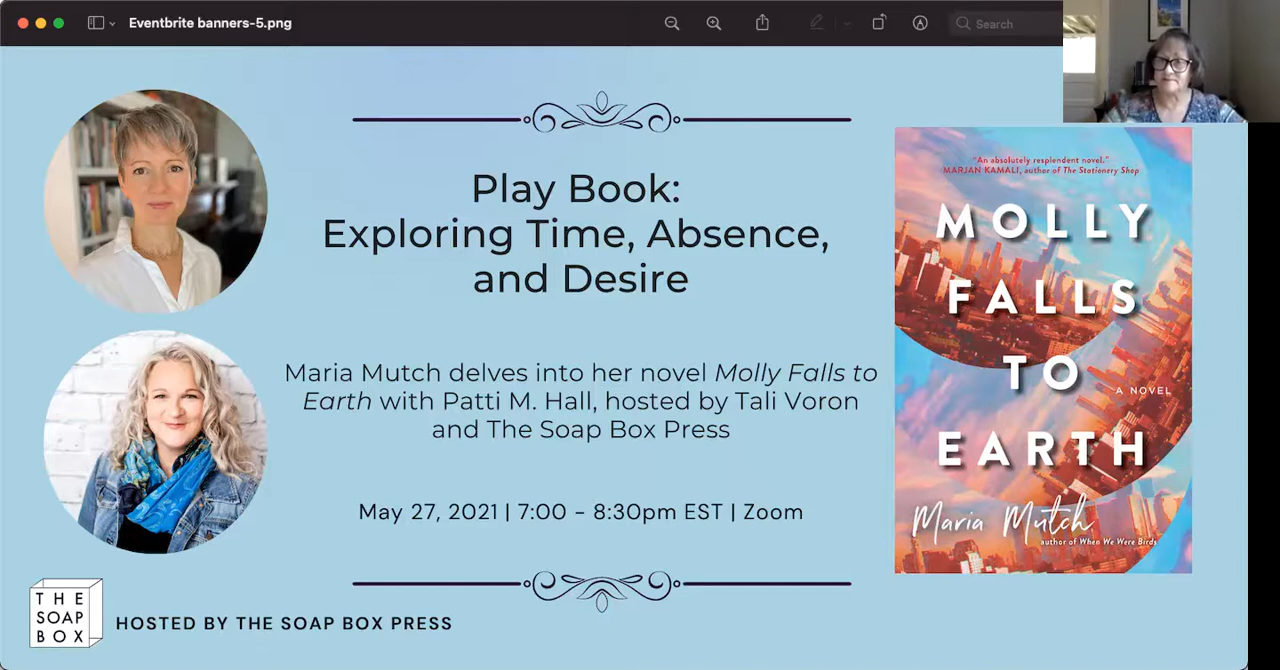 Eventbrite banners-5.png
Search
Play Book:
Exploring Time, Absence,
and Desire
Maria Mutch delves into her novel Molly Falls to
Earth with Patti M. Hall, hosted by Tali Voron
and The Soap Box Press
May 27, 2021 | 7:00 - 8:30pm EST | Zoom
THE
SOAP
BOX
HOSTED BY THE SOAP BOX PRESS
"An absolutely resplendent novel."
MARJAN KAMALI, author of The Stationery Shop
MOLLY
FALLS
TO
A NOVEL
EARTH
Maria Mutch
author of When We Were Birds